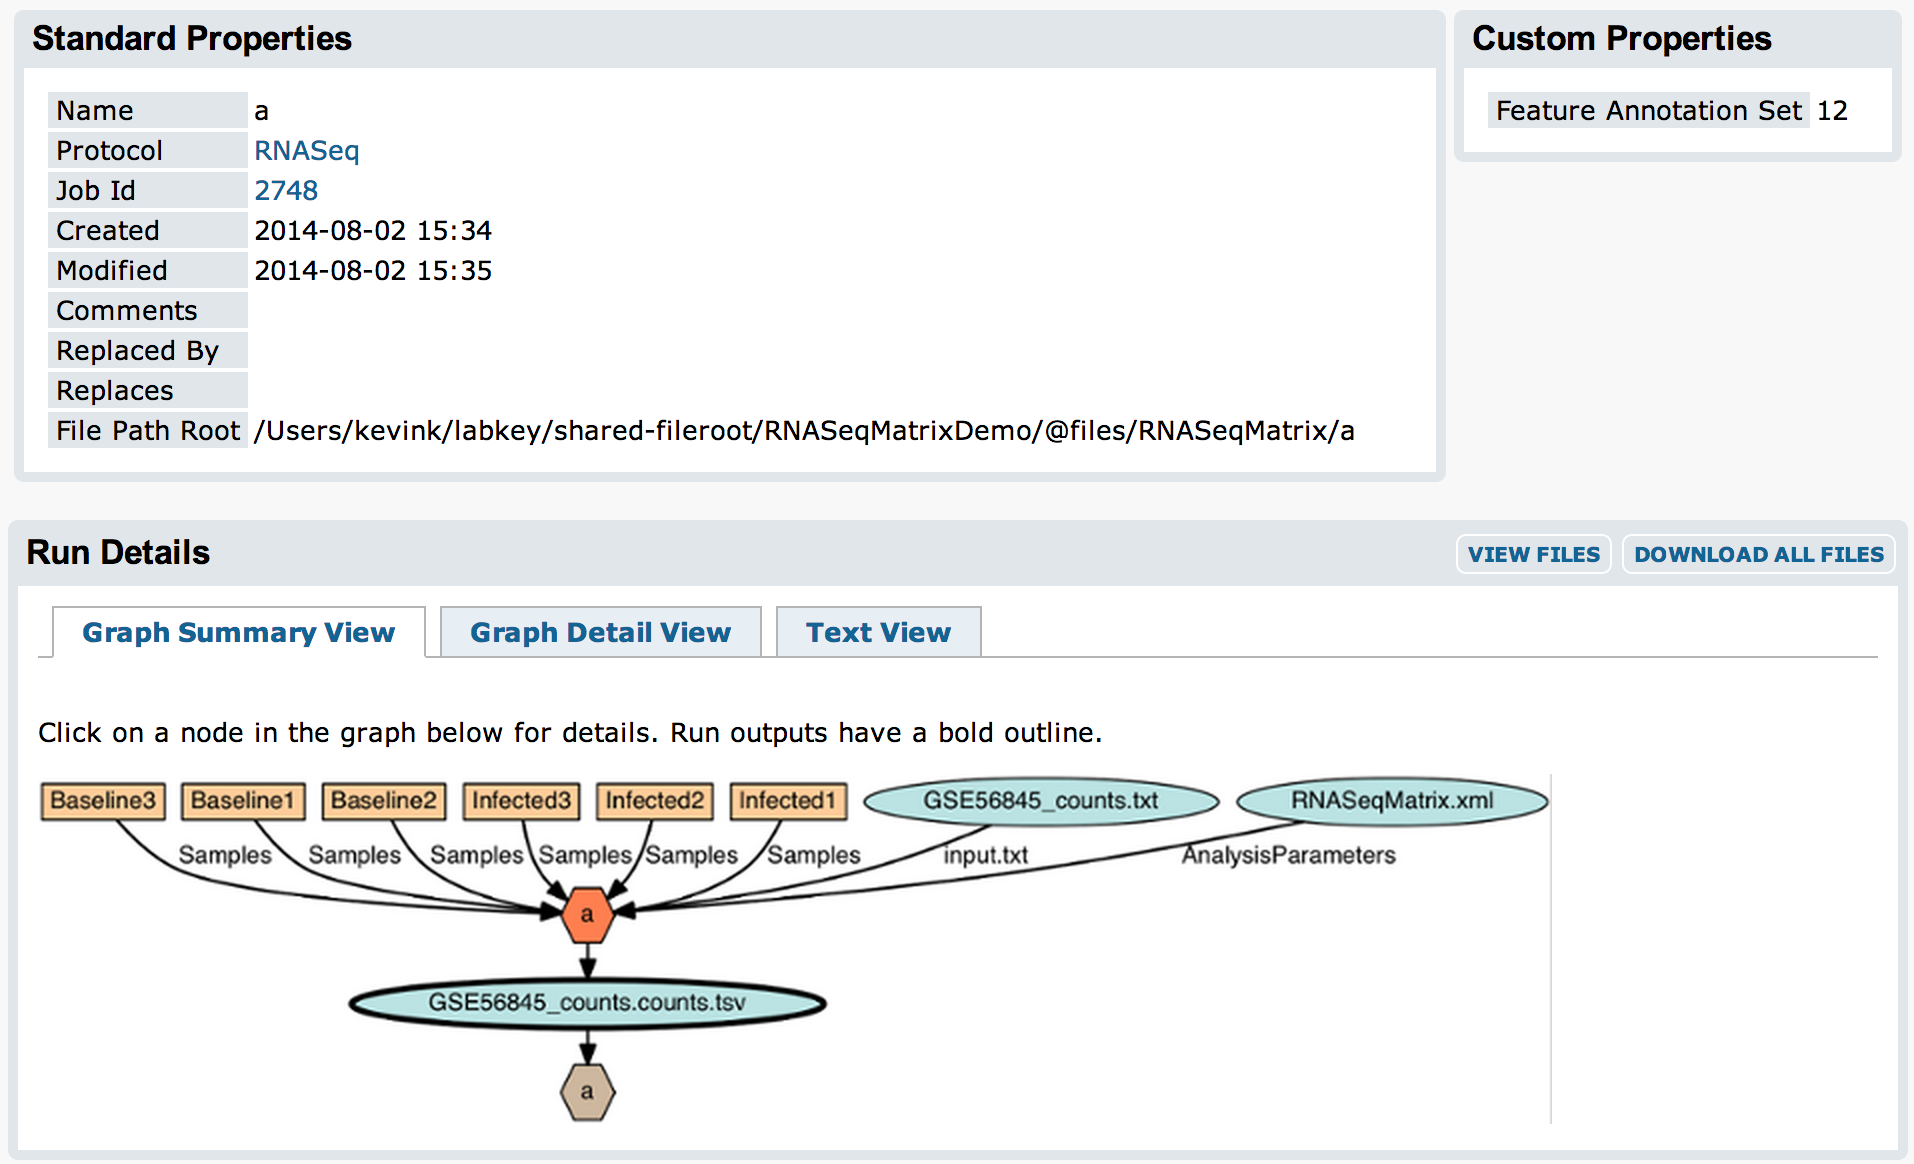 Standard Properties
Name a
Protocol RNASeq
Job Id 2748
Created 2014-08-02 15:34
Modified 2014-08-02 15:35
Comments
Replaced By
Replaces
File Path Root /Users/kevink/labkey/shared-fileroot/RNASeqMatrixDemo/@files/RNASeqMatrix/a
Custom Properties
Feature Annotation Set 12
Run Details
VIEW FILES DOWNLOAD ALL FILES
Graph Summary View Graph Detail View Text View
Click on a node in the graph below for details. Run outputs have a bold outline.
Baseline3 Baseline1 Baseline2 Infected3 Infected2 Infected1 GSE56845_counts.txt RNASeqMatrix.xml
Samples Samples Samples Samples Samples Samples input.txt AnalysisParameters
a
GSE56845_counts.counts.tsv
a